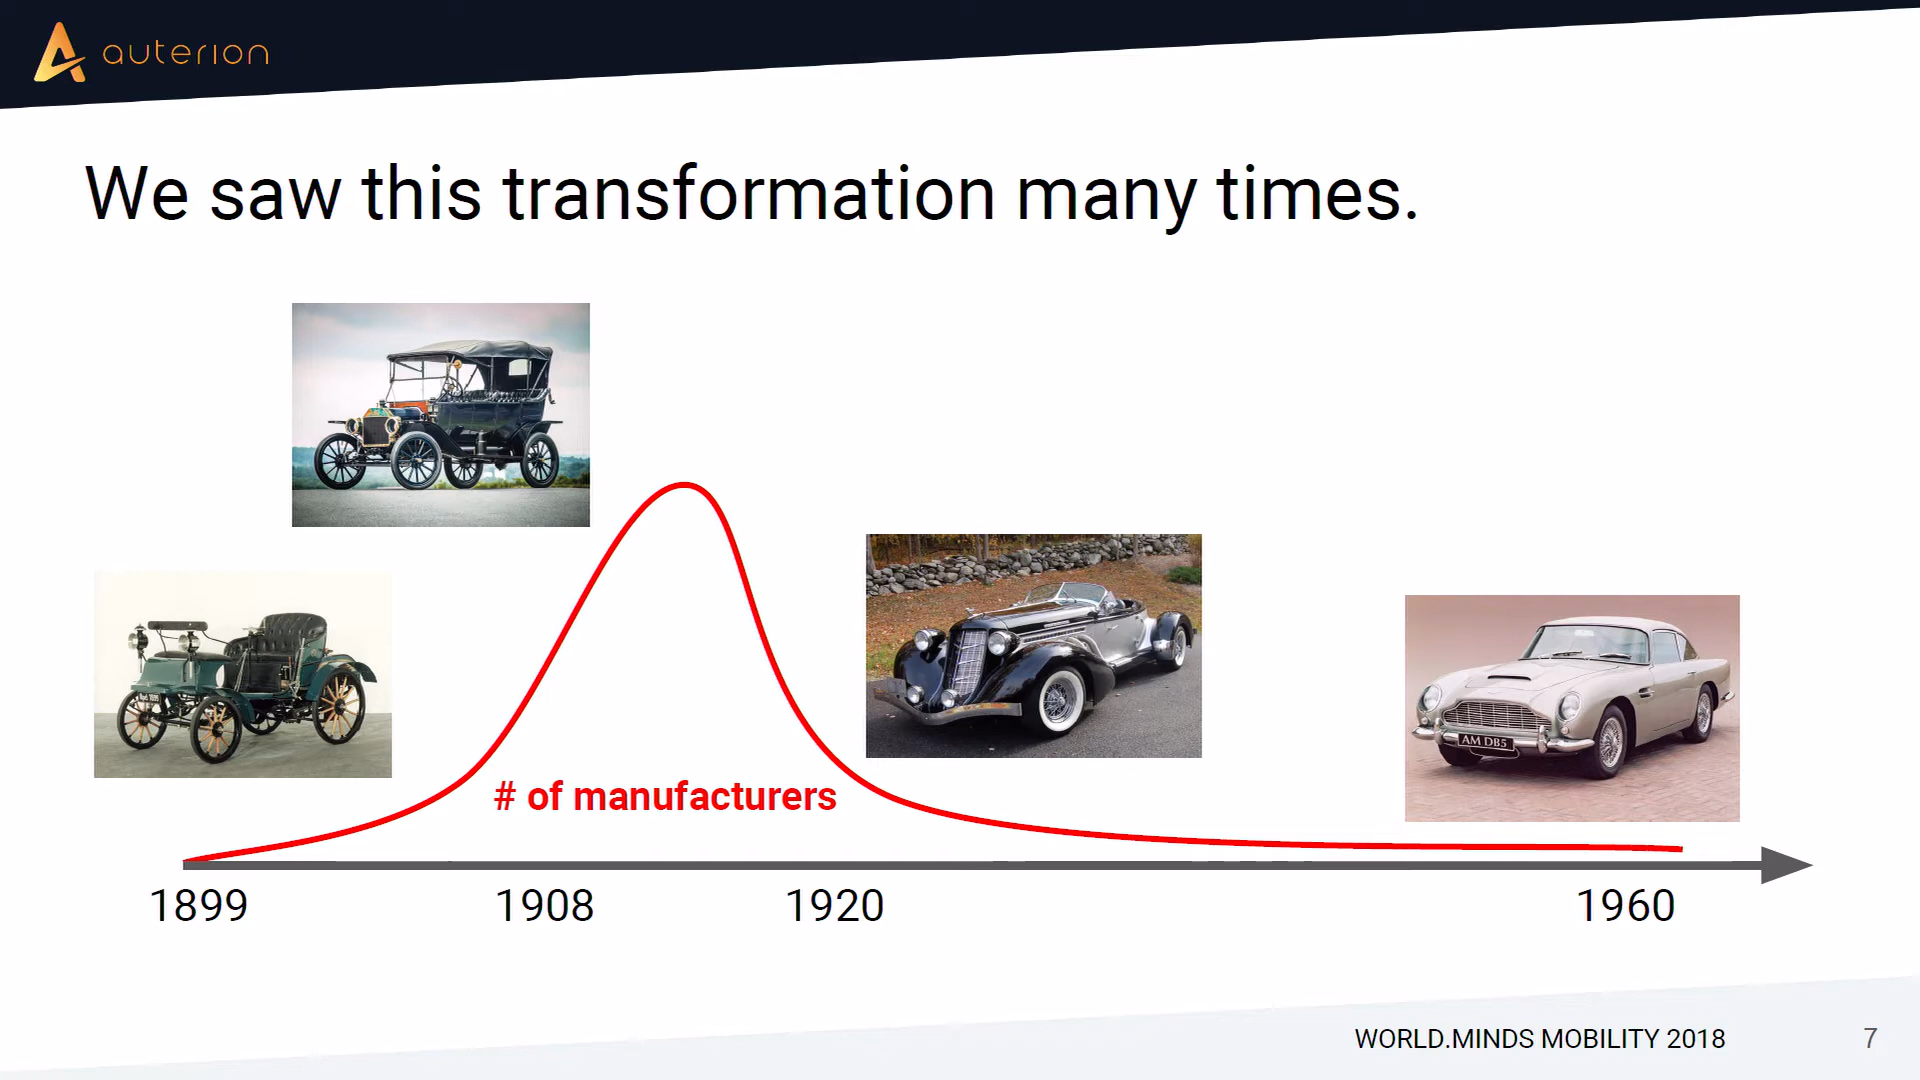 auterion
We saw this transformation many times.
AM DB5
# of manufacturers
1899
1908
1920
1960
WORLD.MINDS MOBILITY 2018
7